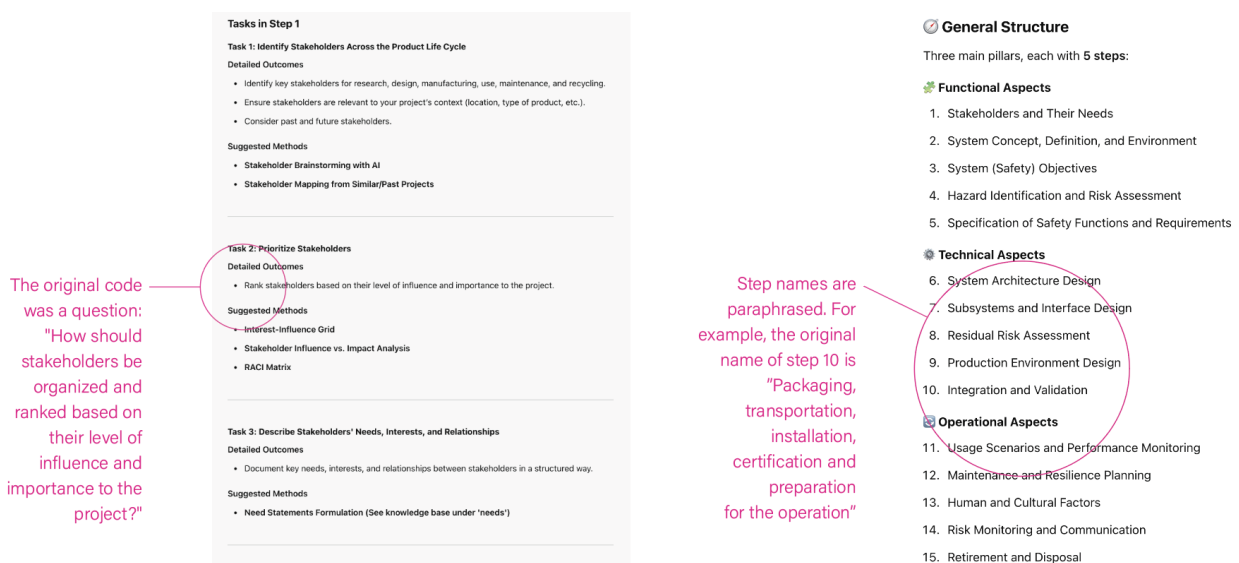 Tasks in Step 1
Task 1: Identify Stakeholders Across the Product Life Cycle
Detailed Outcomes
• Identify key stakeholders for research, design, manufacturing, use, maintenance, and recycling.
• Ensure stakeholders are relevant to your project's context (location, type of product, etc.).
• Consider past and future stakeholders.
Suggested Methods
• Stakeholder Brainstorming with AI
• Stakeholder Mapping from Similar/Past Projects
Task 2: Prioritize Stakeholders
Detailed Outcomes
• Rank stakeholders based on their level of influence and importance to the project.
Suggested Methods
• Interest-Influence Grid
• Stakeholder Influence vs. Impact Analysis
• RACI Matrix
Task 3: Describe Stakeholders' Needs, Interests, and Relationships
Detailed Outcomes
• Document key needs, interests, and relationships between stakeholders in a structured way.
Suggested Methods
• Need Statements Formulation (See knowledge base under 'needs')
The original code
was a question:
"How should
stakeholders be
organized and
ranked based on
their level of
influence and
importance to the
project?"
General Structure
Three main pillars, each with 5 steps:
Functional Aspects
1. Stakeholders and Their Needs
2. System Concept, Definition, and Environment
3. System (Safety) Objectives
4. Hazard Identification and Risk Assessment
5. Specification of Safety Functions and Requirements
Technical Aspects
6. System Architecture Design
7. Subsystems and Interface Design
8. Residual Risk Assessment
9. Production Environment Design
10. Integration and Validation
Operational Aspects
11. Usage Scenarios and Performance Monitoring
12. Maintenance and Resilience Planning
13. Human and Cultural Factors
14. Risk Monitoring and Communication
15. Retirement and Disposal
Step names are
paraphrased. For
example, the original
name of step 10 is
"Packaging,
transportation,
installation,
certification and
preparation
for the operation"